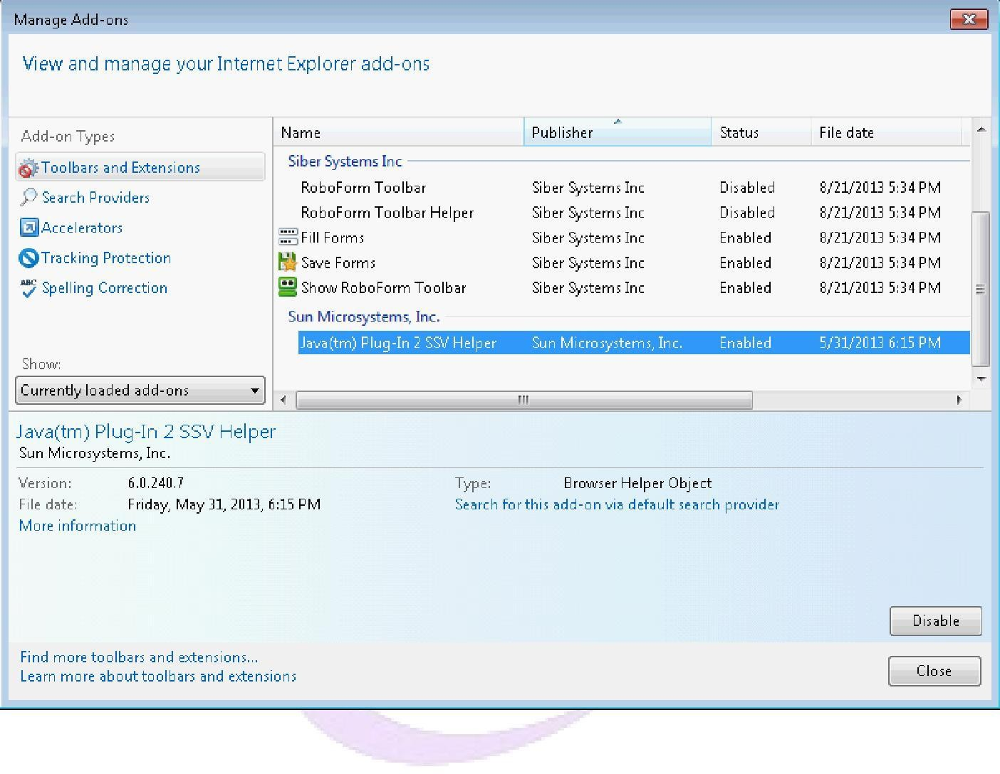 Manage Add-ons
View and manage your Internet Explorer add-ons
Add-on Types
Toolbars and Extensions
Search Providers
Accelerators
Tracking Protection
ABC Spelling Correction
Show:
Currently loaded add-ons
Name Publisher Status File date
Siber Systems Inc
RoboForm Toolbar Siber Systems Inc Disabled 8/21/2013 5:34 PM
RoboForm Toolbar Helper Siber Systems Inc Disabled 8/21/2013 5:34 PM
Fill Forms Siber Systems Inc Enabled 8/21/2013 5:34 PM
Save Forms Siber Systems Inc Enabled 8/21/2013 5:34 PM
Show RoboForm Toolbar Siber Systems Inc Enabled 8/21/2013 5:34 PM
Sun Microsystems, Inc.
Java(tm) Plug-In 2 SSV Helper Sun Microsystems, Inc. Enabled 5/31/2013 6:15 PM
Java(tm) Plug-In 2 SSV Helper
Sun Microsystems, Inc.
Version: 6.0.240.7 Type: Browser Helper Object
File date: Friday, May 31, 2013, 6:15 PM Search for this add-on via default search provider
More information
Disable
Find more toolbars and extensions...
Learn more about toolbars and extensions
Close